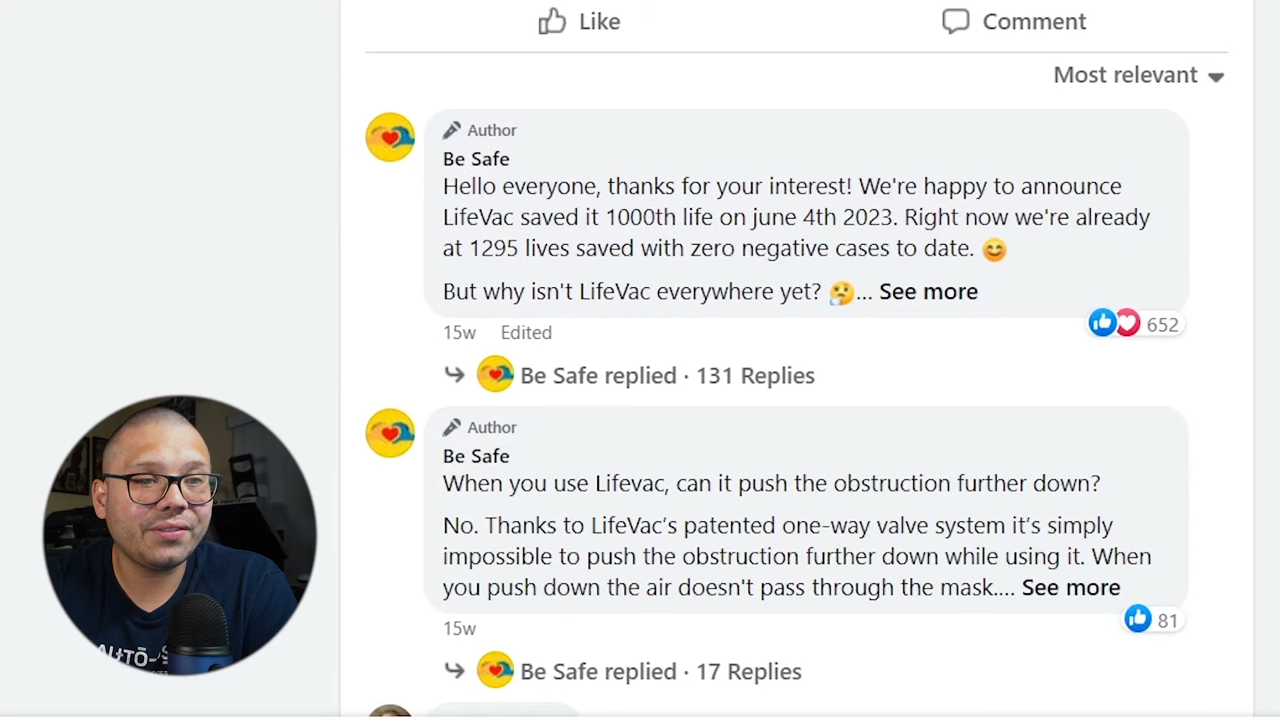 Like
Comment
Most relevant
Author
Be Safe
Hello everyone, thanks for your interest! We're happy to announce
LifeVac saved it 1000th life on june 4th 2023. Right now we're already
at 1295 lives saved with zero negative cases to date. 😊
But why isn't LifeVac everywhere yet? 🤔... See more
652
15w Edited
Be Safe replied · 131 Replies
Author
Be Safe
When you use Lifevac, can it push the obstruction further down?
No. Thanks to LifeVac’s patented one-way valve system it’s simply
impossible to push the obstruction further down while using it. When
you push down the air doesn't pass through the mask.... See more
81
15w
Be Safe replied · 17 Replies